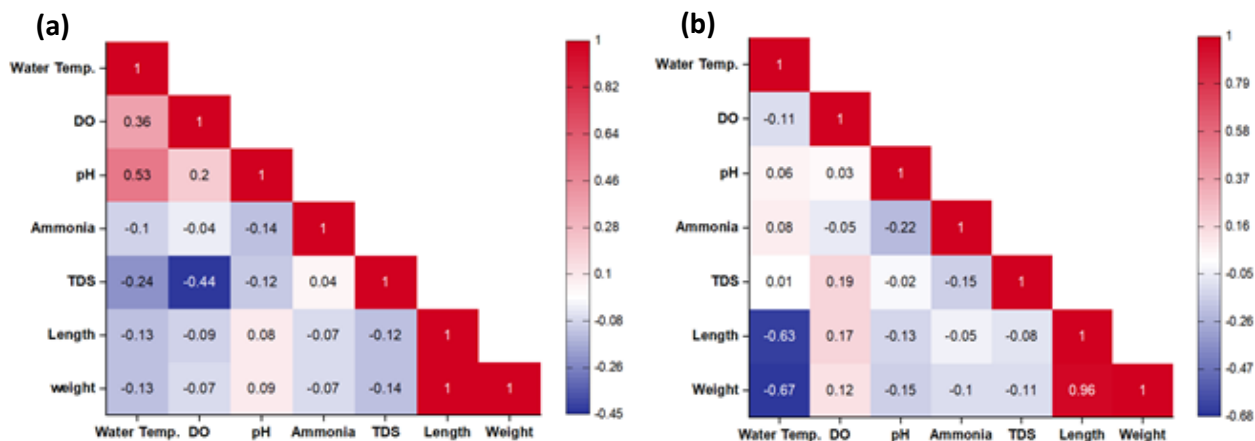 (a)
Water Temp. 1
DO 0.36 1
pH 0.53 0.2 1
Ammonia -0.1 -0.04 -0.14 1
TDS -0.24 -0.44 -0.12 0.04 1
Length -0.13 -0.09 0.08 -0.07 -0.12 1
weight -0.13 -0.07 0.09 -0.07 -0.14 1 1
Water Temp. DO pH Ammonia TDS Length Weight
1
0.82
0.64
0.46
0.28
0.1
-0.08
-0.26
-0.45
(b)
Water Temp. 1
DO -0.11 1
pH 0.06 0.03 1
Ammonia 0.08 -0.05 -0.22 1
TDS 0.01 0.19 -0.02 -0.15 1
Length -0.63 0.17 -0.13 -0.05 -0.08 1
Weight -0.67 0.12 -0.15 -0.1 -0.11 0.96 1
Water Temp. DO pH Ammonia TDS Length Weight
1
0.79
0.58
0.37
0.16
-0.05
-0.26
-0.47
-0.68